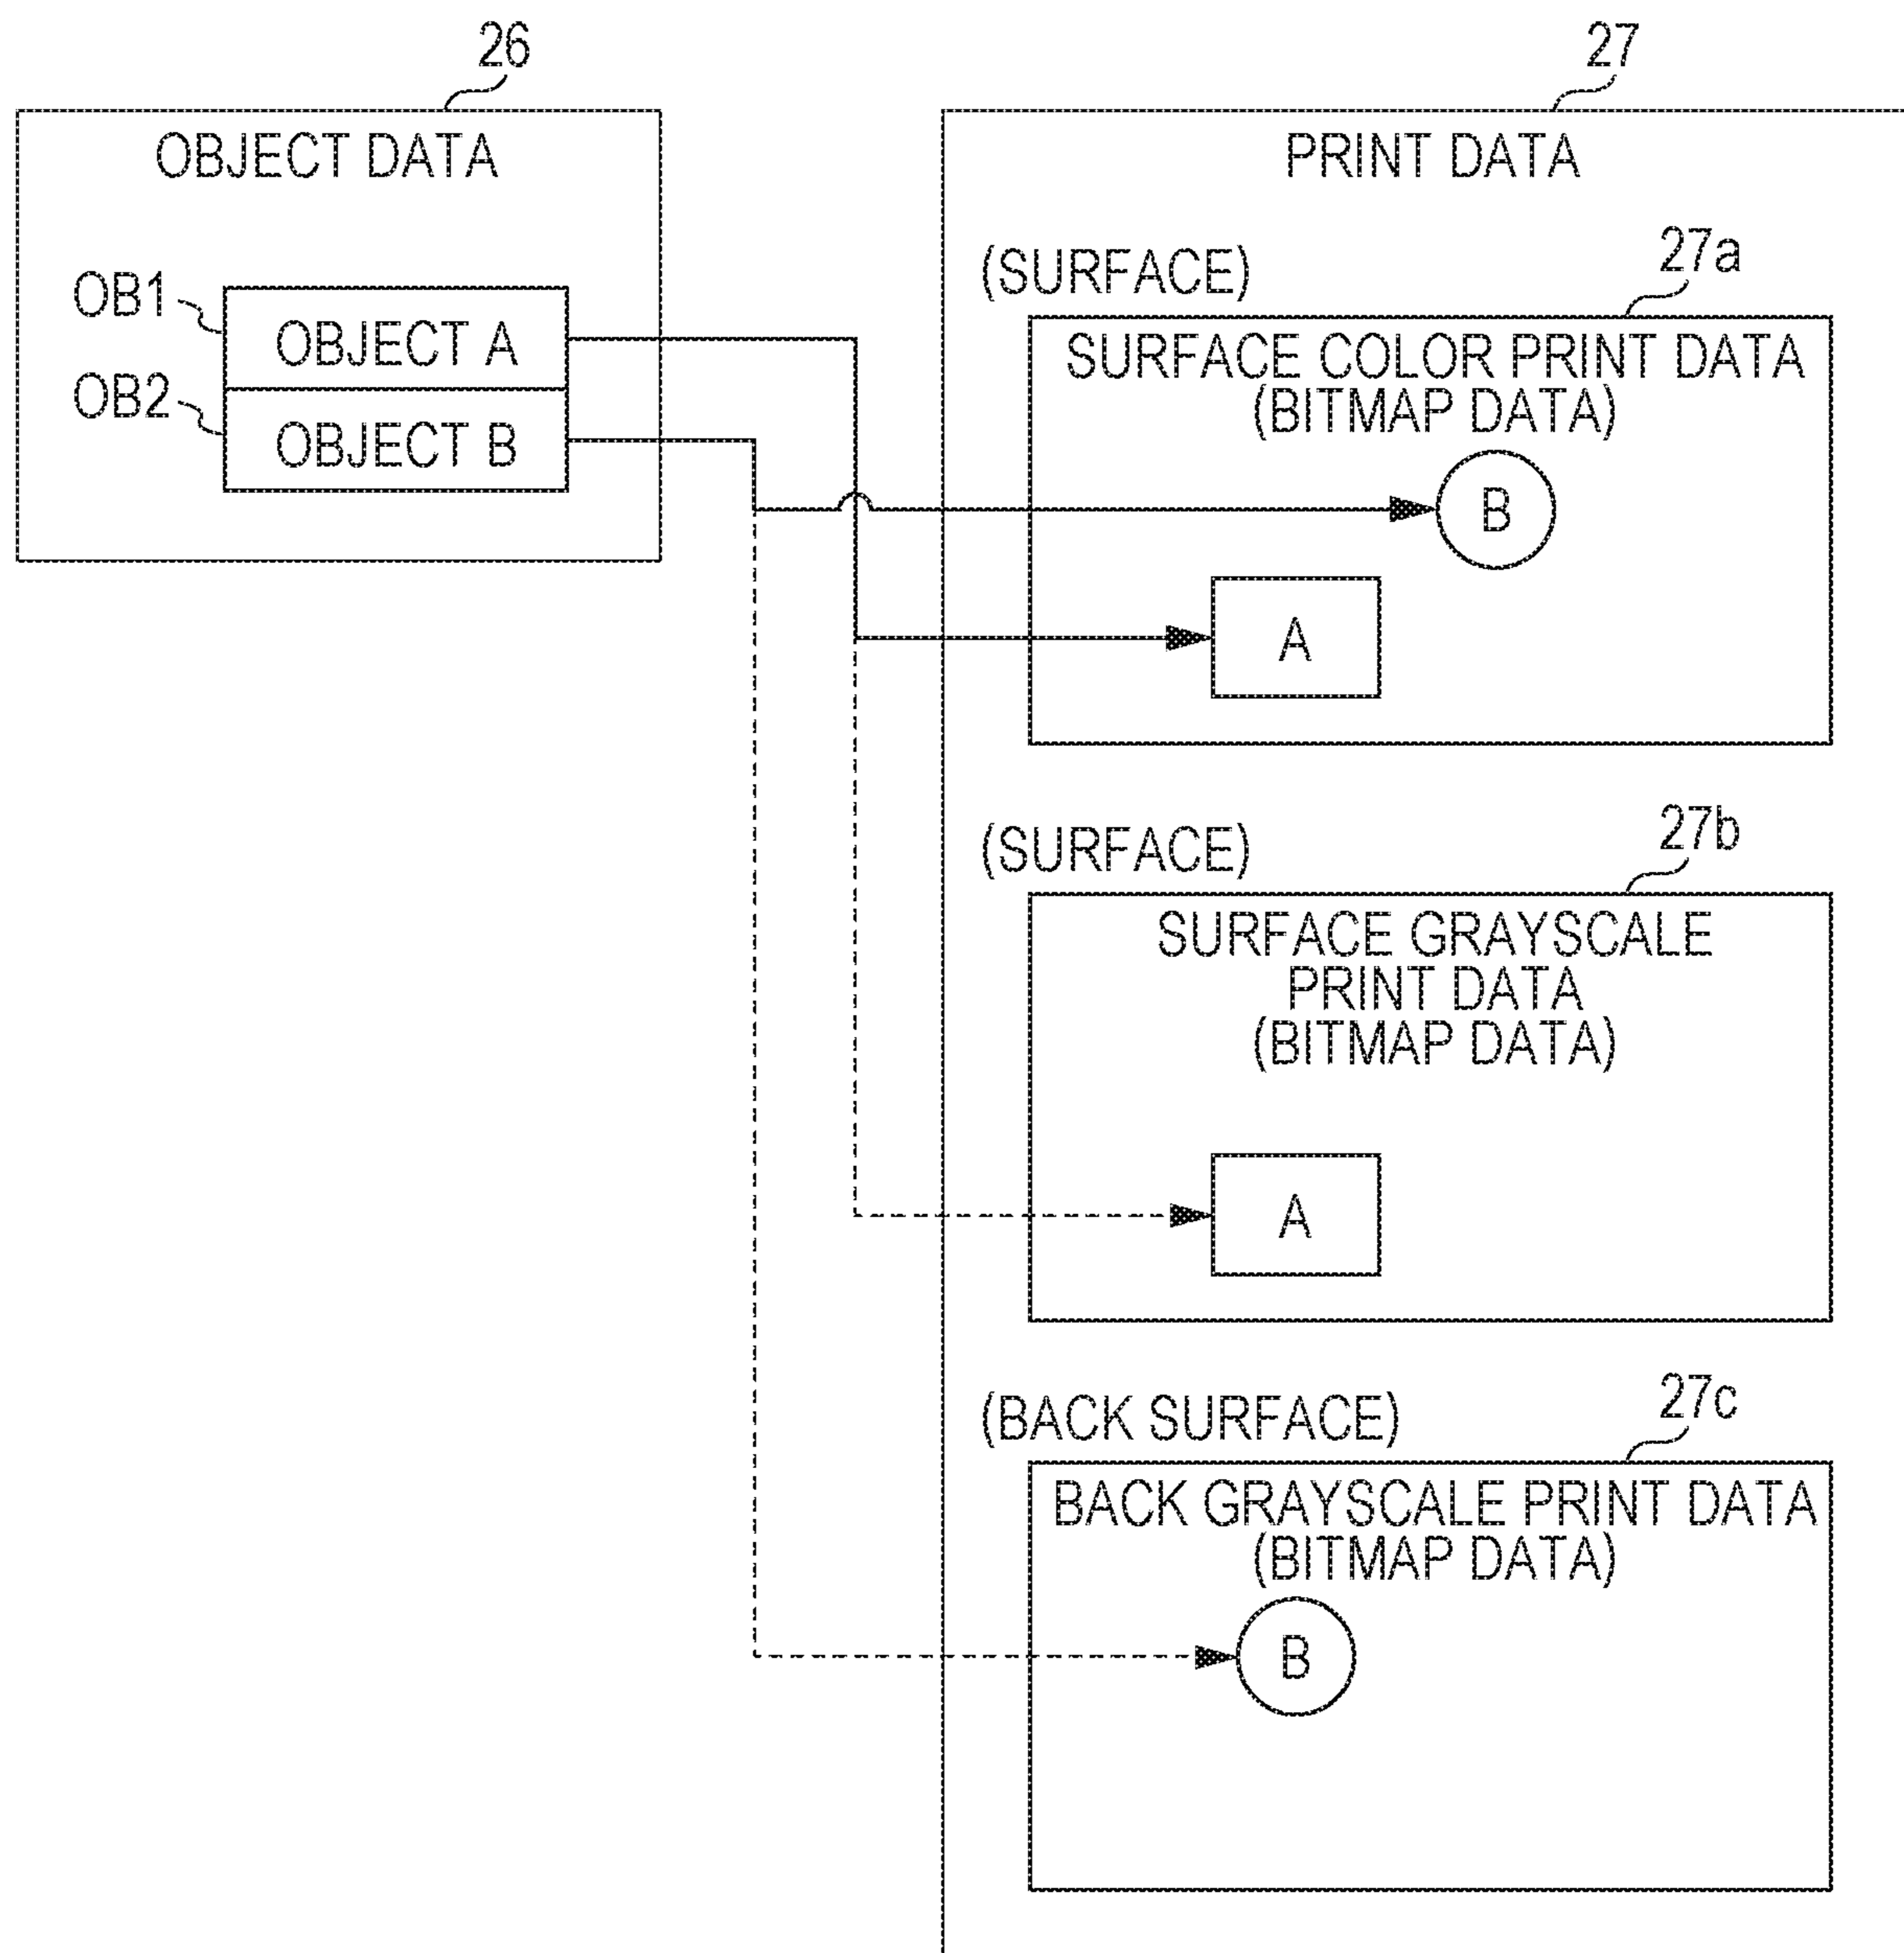 26
OBJECT DATA
OB1
OBJECT A
OB2
OBJECT B
27
PRINT DATA
(SURFACE)
27a
SURFACE COLOR PRINT DATA
(BITMAP DATA)
B
A
(SURFACE)
27b
SURFACE GRAYSCALE
PRINT DATA
(BITMAP DATA)
A
(BACK SURFACE)
27c
BACK GRAYSCALE PRINT DATA
(BITMAP DATA)
B